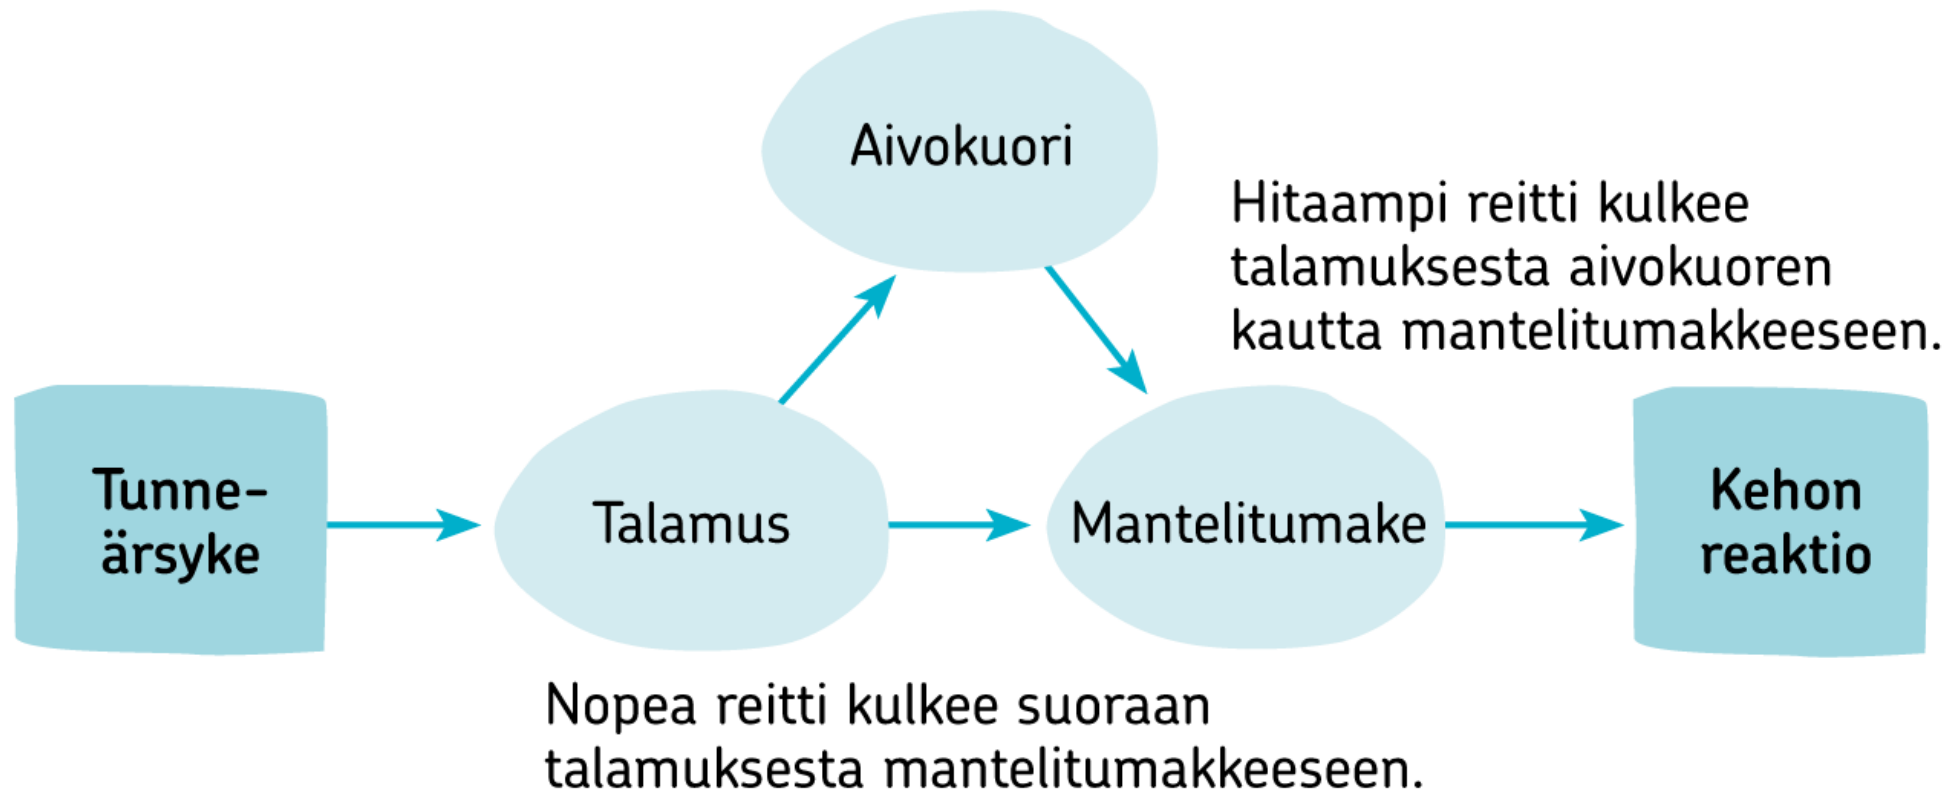 Aivokuori
Hitaampi reitti kulkee
talamuksesta aivokuoren
kautta mantelitumakkeeseen.
Tunne-
ärsyke
Talamus
Mantelitumake
Kehon
reaktio
Nopea reitti kulkee suoraan
talamuksesta mantelitumakkeeseen.